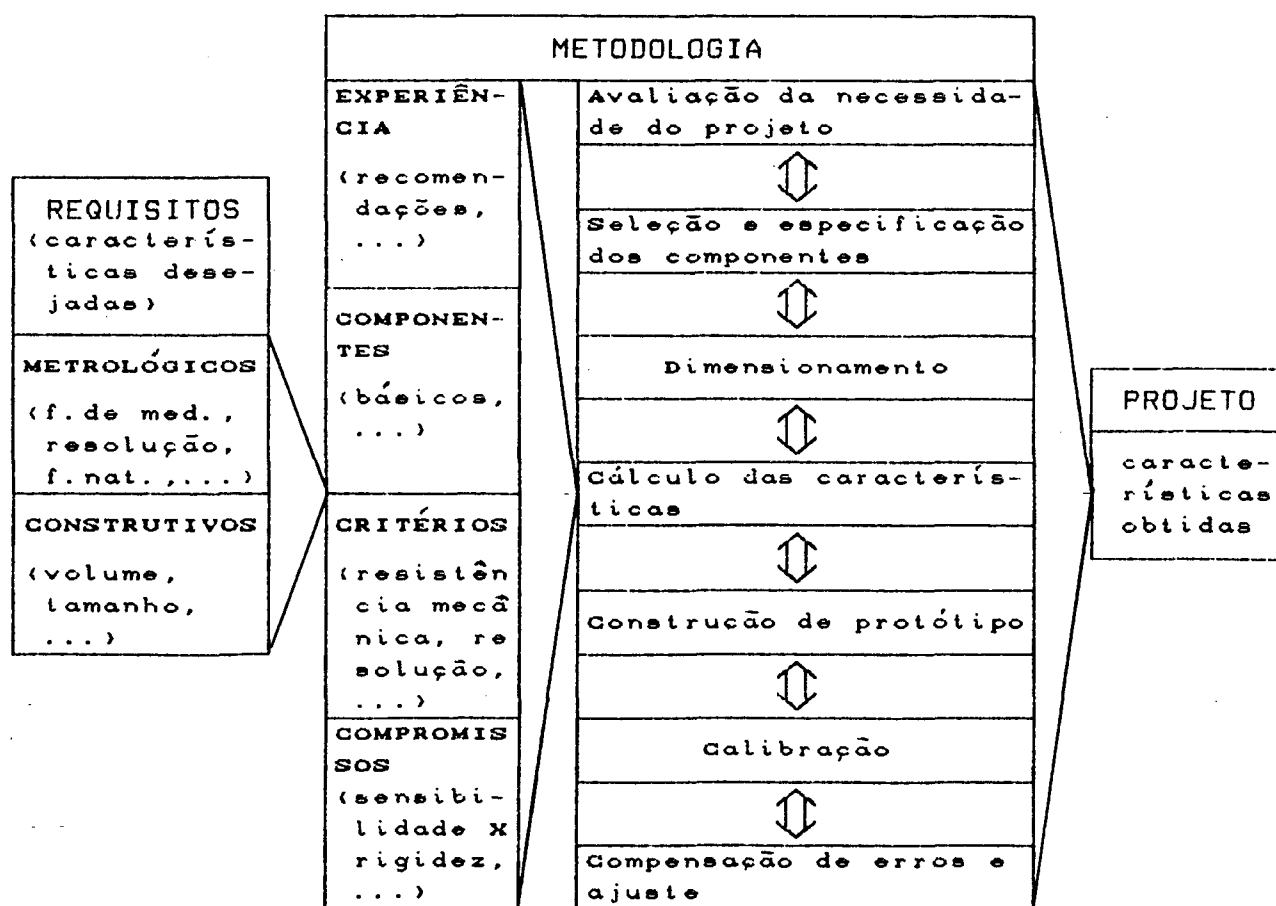 METODOLOGIA
REQUISITOS
(caracterís-
ticas dese-
jadas)
METROLÓGICOS
(f.de med.,
resolução,
f.nat.,...)
CONSTRUTIVOS
(volume,
tamanho,
...)
EXPERIÊN-
CIA
(recomen-
dações,
...)
COMPONEN-
TES
(básicos,
...)
CRITÉRIOS
(resistên
cia mecâ
nica, re
solução,
...)
COMPROMIS
SOS
(sensibi-
lidade X
rigidez,
...)
Avaliação da necessida-
de do projeto
Seleção e especificação
dos componentes
Dimensionamento
Cálculo das caracterís-
ticas
Construção de protótipo
Calibração
Compensação de erros e
ajuste
PROJETO
caracte-
rísticas
obtidas